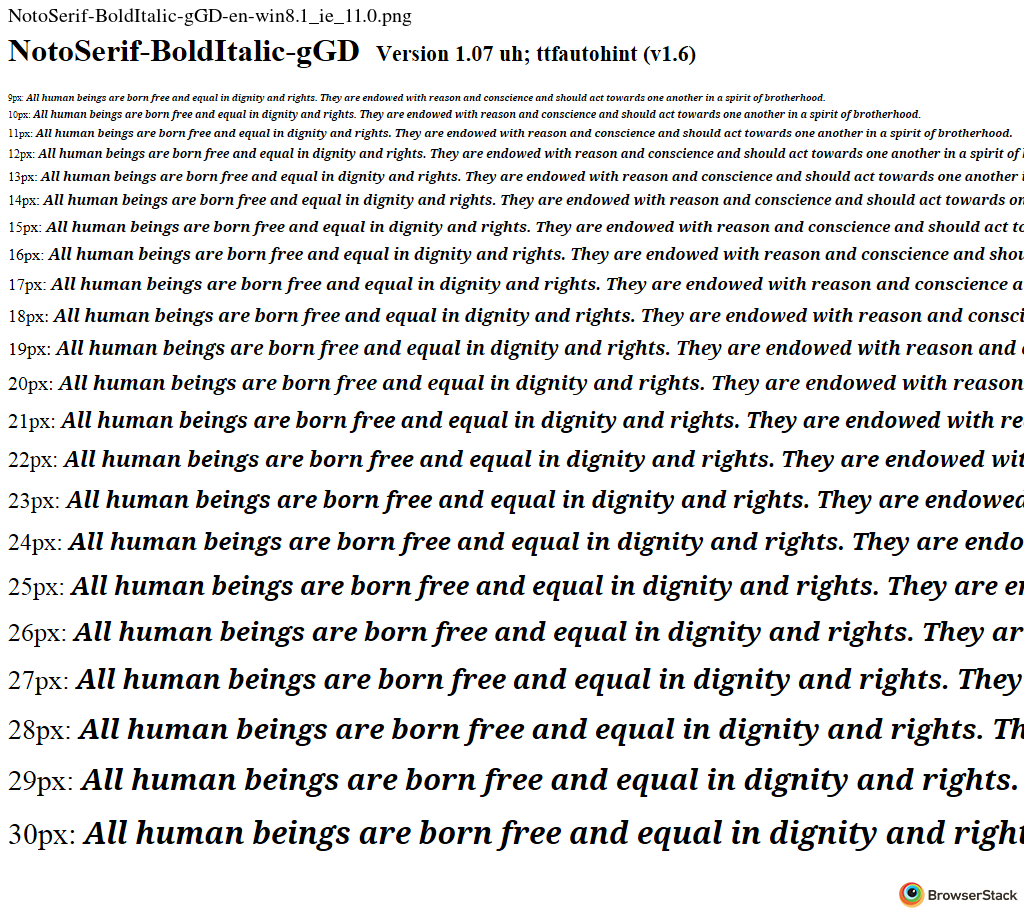 NotoSerif-BoldItalic-gGD-en-win8.1_ie_11.0.png
NotoSerif-BoldItalic-gGD Version 1.07 uh; ttfautohint (v1.6)
9px: All human beings are born free and equal in dignity and rights. They are endowed with reason and conscience and should act towards one another in a spirit of brotherhood.
10px: All human beings are born free and equal in dignity and rights. They are endowed with reason and conscience and should act towards one another in a spirit of brotherhood.
11px: All human beings are born free and equal in dignity and rights. They are endowed with reason and conscience and should act towards one another in a spirit of brotherhood.
12px: All human beings are born free and equal in dignity and rights. They are endowed with reason and conscience and should act towards one another in a spirit of
13px: All human beings are born free and equal in dignity and rights. They are endowed with reason and conscience and should act towards one another
14px: All human beings are born free and equal in dignity and rights. They are endowed with reason and conscience and should act towards on
15px: All human beings are born free and equal in dignity and rights. They are endowed with reason and conscience and should act to
16px: All human beings are born free and equal in dignity and rights. They are endowed with reason and conscience and shou
17px: All human beings are born free and equal in dignity and rights. They are endowed with reason and conscience a
18px: All human beings are born free and equal in dignity and rights. They are endowed with reason and consci
19px: All human beings are born free and equal in dignity and rights. They are endowed with reason and
20px: All human beings are born free and equal in dignity and rights. They are endowed with reason
21px: All human beings are born free and equal in dignity and rights. They are endowed with re
22px: All human beings are born free and equal in dignity and rights. They are endowed wit
23px: All human beings are born free and equal in dignity and rights. They are endowed
24px: All human beings are born free and equal in dignity and rights. They are endo
25px: All human beings are born free and equal in dignity and rights. They are en
26px: All human beings are born free and equal in dignity and rights. They ar
27px: All human beings are born free and equal in dignity and rights. They
28px: All human beings are born free and equal in dignity and rights. Th
29px: All human beings are born free and equal in dignity and rights.
30px: All human beings are born free and equal in dignity and right
BrowserStack